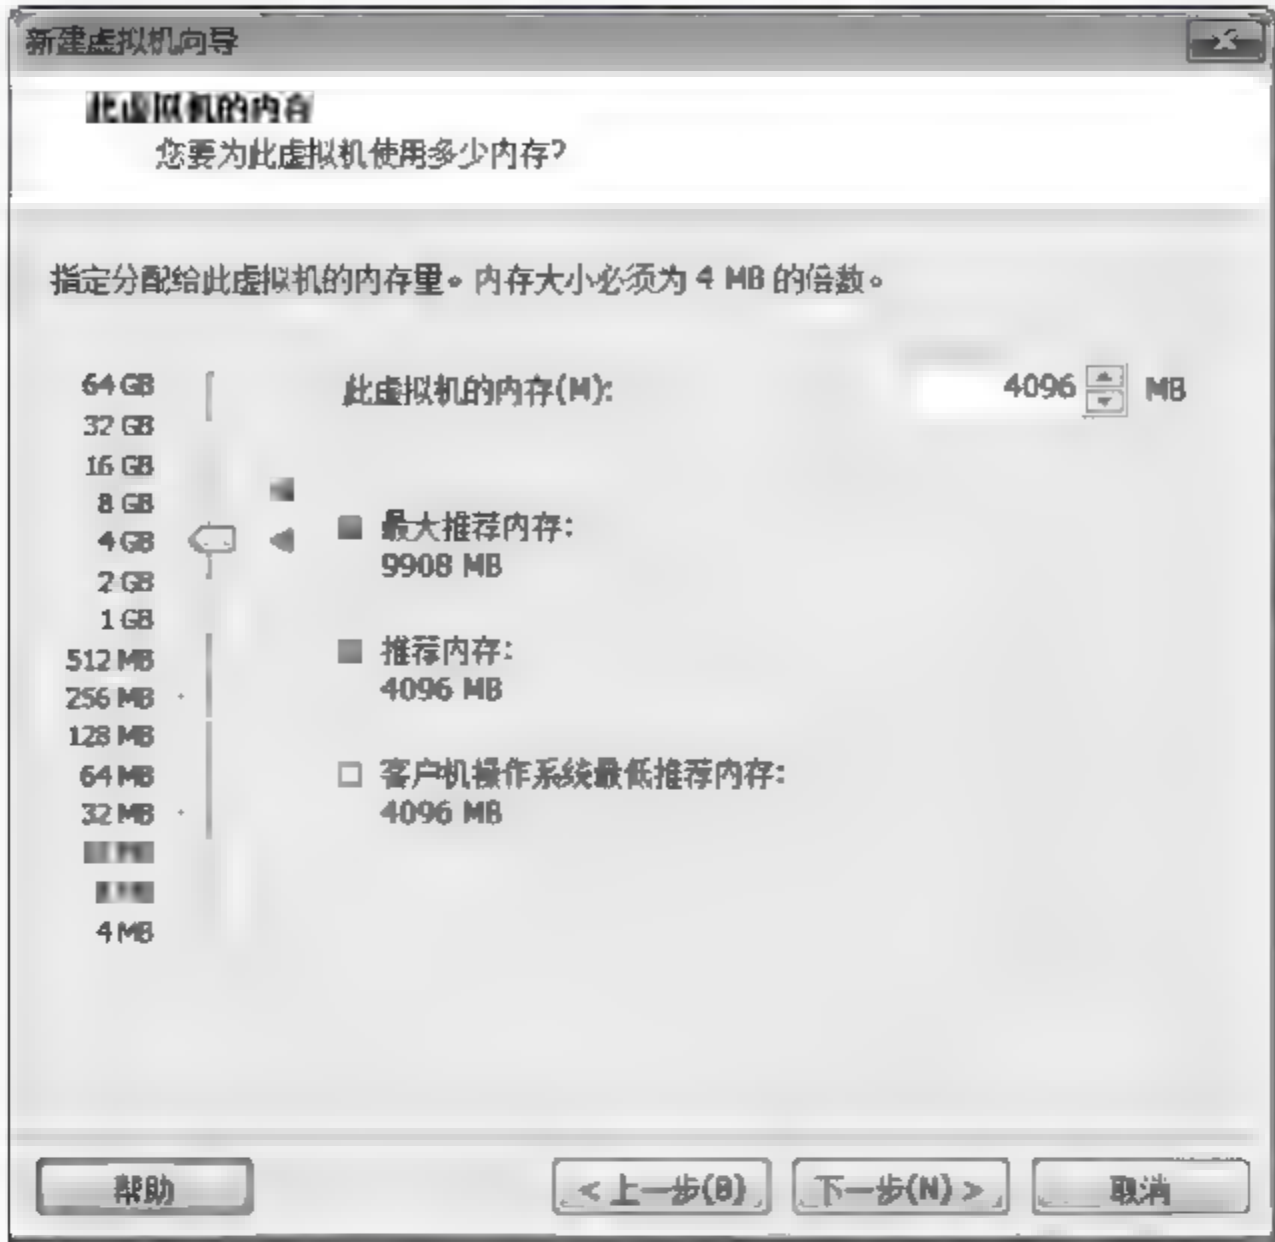 新建虚拟机向导
此虚拟机的内存
您要为此虚拟机使用多少内存?
指定分配给此虚拟机的内存量。内存大小必须为 4 MB 的倍数。
64 GB
32 GB
16 GB
8 GB
4 GB
2 GB
1 GB
512 MB
256 MB
128 MB
64 MB
32 MB
4 MB
此虚拟机的内存(M):
4096 MB
最大推荐内存:
9908 MB
推荐内存:
4096 MB
客户机操作系统最低推荐内存:
4096 MB
帮助
< 上一步(B)
下一步(N) >
取消